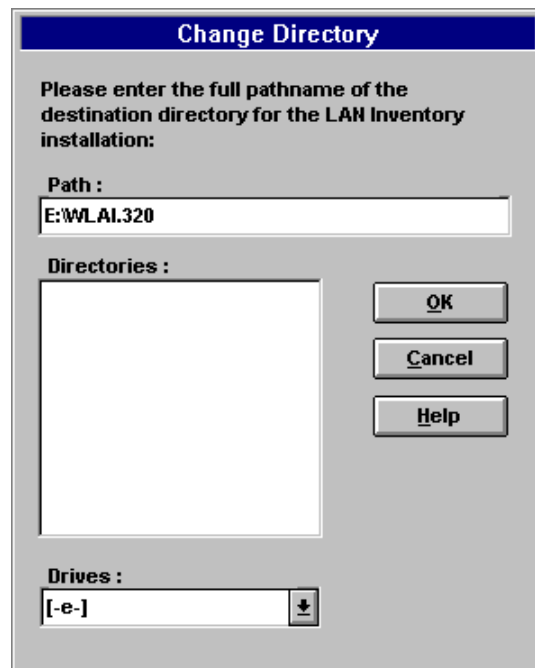 Change Directory
Please enter the full pathname of the
destination directory for the LAN Inventory
installation:
Path :
E:\WLAI.320
Directories :
OK
Cancel
Help
Drives :
[-e-]